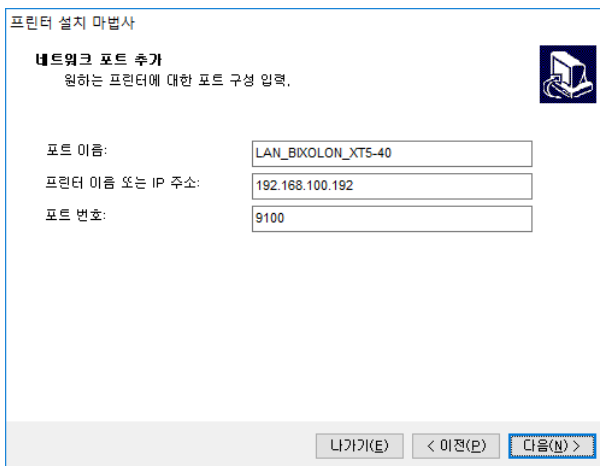 프린터 설치 마법사
네트워크 포트 추가
원하는 프린터에 대한 포트 구성 입력.
포트 이름: LAN_BIXOLON_XT5-40
프린터 이름 또는 IP 주소: 192.168.100.192
포트 번호: 9100
나가기(E) < 이전(P) 다음(N) >